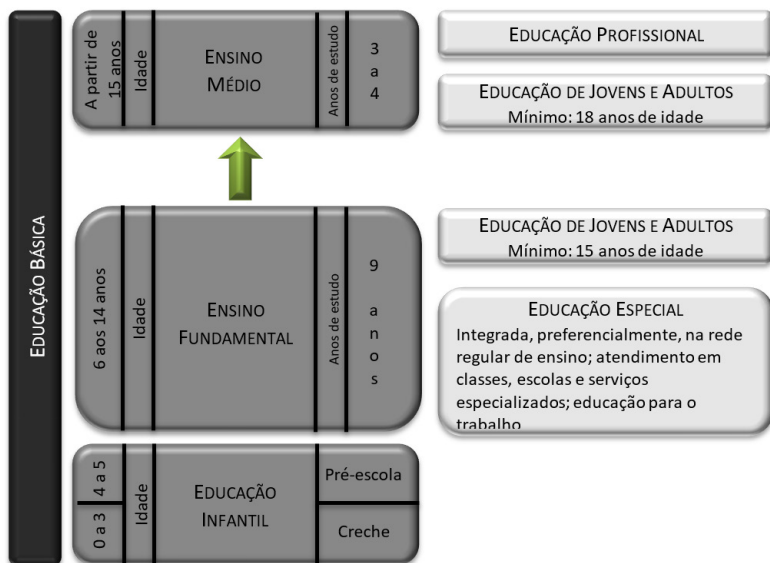 EDUCAÇÃO BÁSICA
A partir de
15 anos
Idade
ENSINO
MÉDIO
Anos de estudo
3
a
4
EDUCAÇÃO PROFISSIONAL
EDUCAÇÃO DE JOVENS E ADULTOS
Mínimo: 18 anos de idade
6 aos 14 anos
Idade
ENSINO
FUNDAMENTAL
Anos de estudo
9
a
n
o
s
EDUCAÇÃO DE JOVENS E ADULTOS
Mínimo: 15 anos de idade
EDUCAÇÃO ESPECIAL
Integrada, preferencialmente, na rede
regular de ensino; atendimento em
classes, escolas e serviços
especializados; educação para o
trabalho
0 a 3
4 a 5
Idade
EDUCAÇÃO
INFANTIL
Pré-escola
Creche